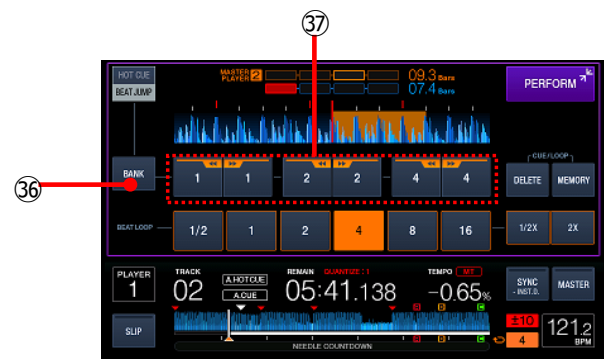 37
HOT CUE
BEAT JUMP
MASTER PLAYER 2
09.3 Bars
07.4 Bars
PERFORM
CUE/LOOP
36
BANK
1 1 2 2 4 4
DELETE MEMORY
BEAT LOOP
1/2 1 2 4 8 16
1/2X 2X
PLAYER
1
TRACK
02
A.HOT CUE
A.CUE
REMAIN QUANTIZE : 1
05:41.138
TEMPO MT
-0.65%
SYNC
- INST.D.
MASTER
SLIP
B D C
B D C
NEEDLE COUNTDOWN
±10
4
121.2
BPM